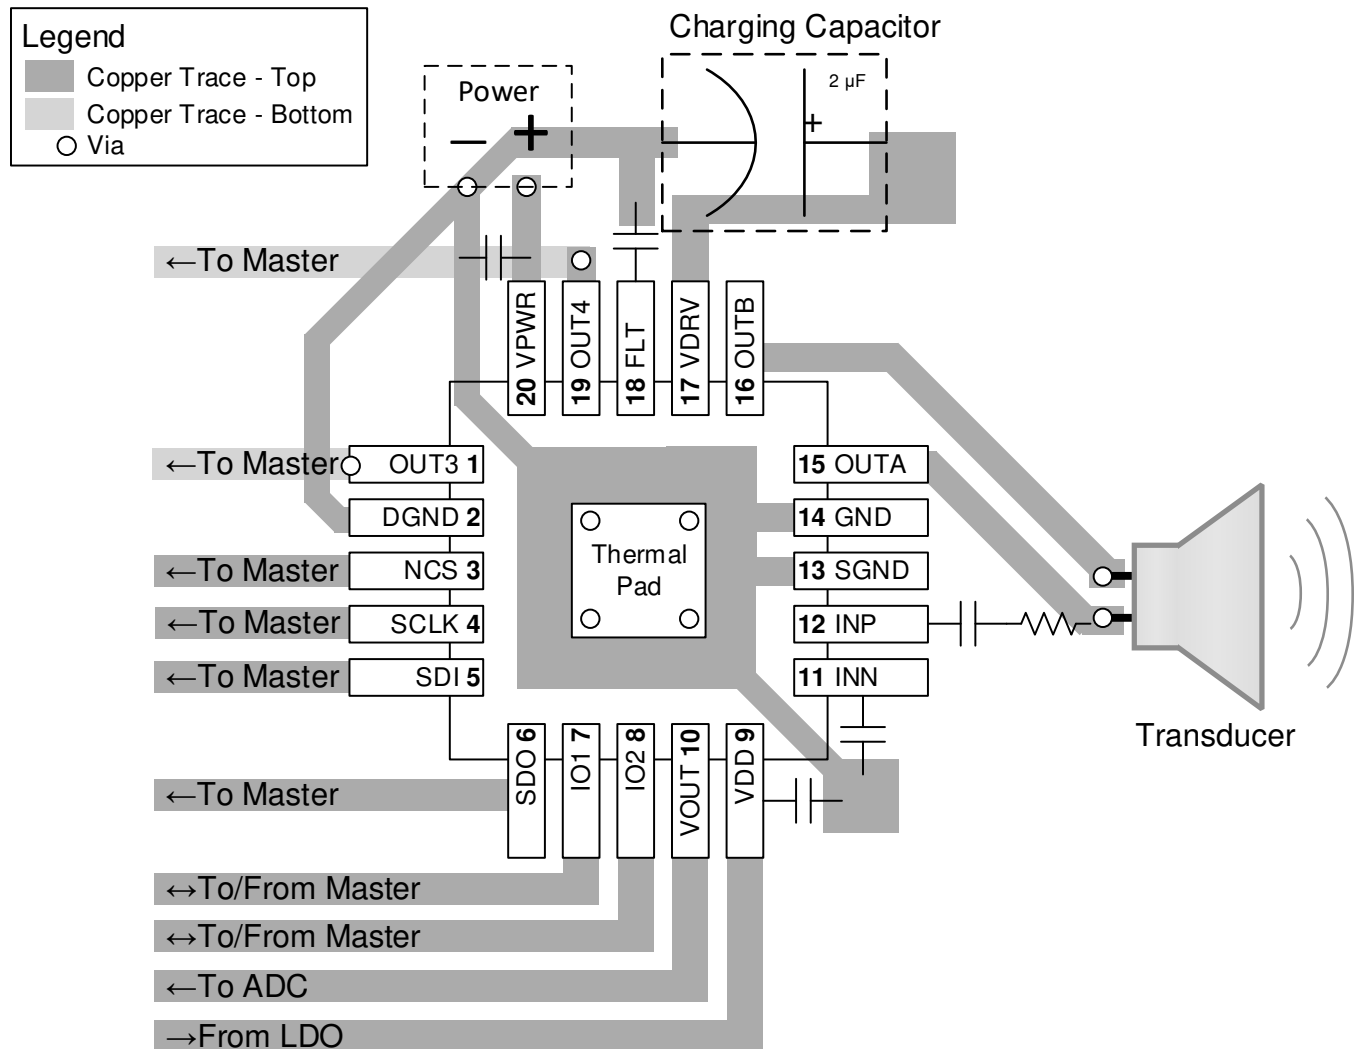 Legend
Copper Trace - Top
Copper Trace - Bottom
Via
Power
− +
Charging Capacitor
2 µF
+
←To Master
20 VPWR
19 OUT4
18 FLT
17 VDRV
16 OUTB
←To Master
OUT3 1
DGND 2
←To Master
NCS 3
←To Master
SCLK 4
←To Master
SDI 5
15 OUTA
14 GND
13 SGND
12 INP
11 INN
Thermal
Pad
Transducer
SDO 6
IO1 7
IO2 8
VOUT 10
VDD 9
←To Master
↔To/From Master
↔To/From Master
←To ADC
→From LDO